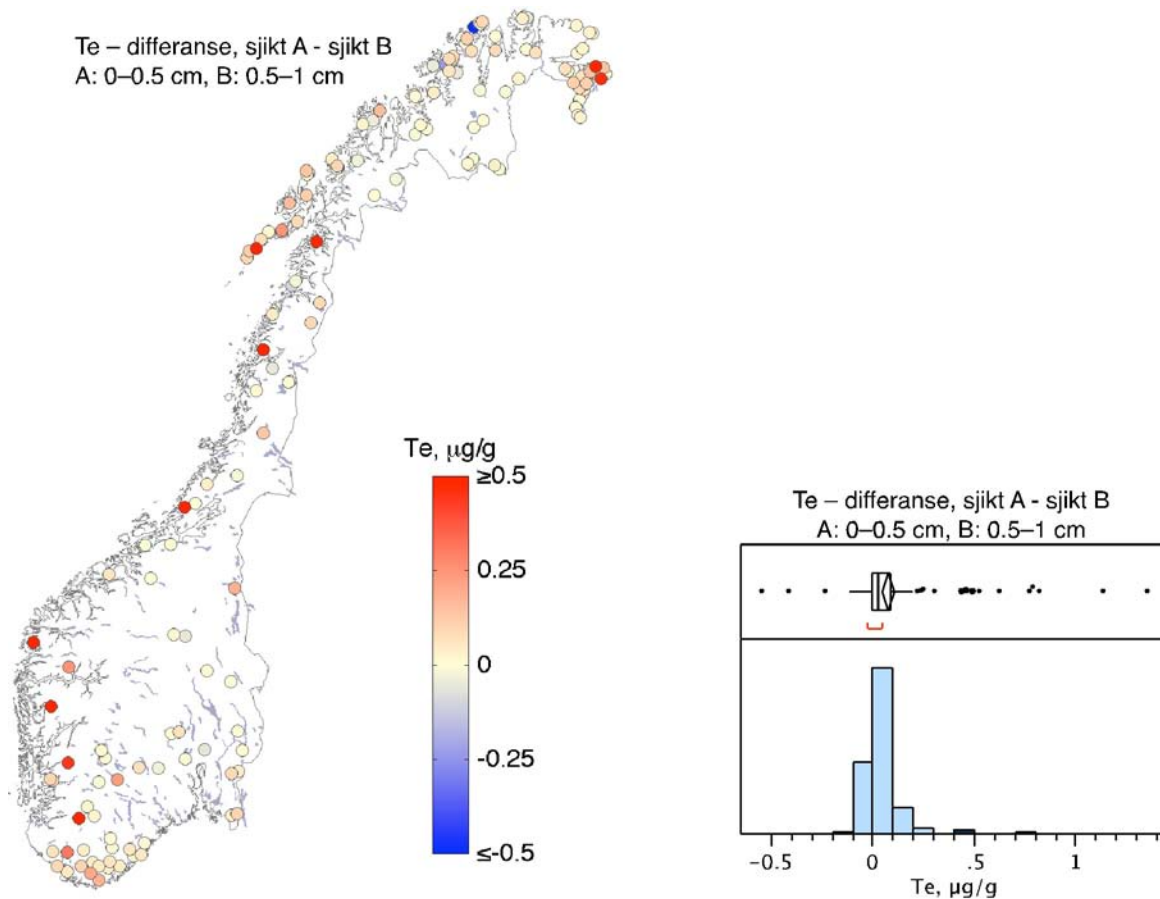 Te – differanse, sjikt A - sjikt B
A: 0–0.5 cm, B: 0.5–1 cm
Te, μg/g
≥0.5
0.25
0
-0.25
≤-0.5
Te – differanse, sjikt A - sjikt B
A: 0–0.5 cm, B: 0.5–1 cm
-0.5 0 .5 1
Te, μg/g